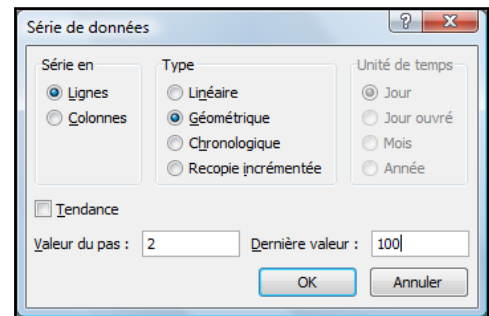 Série de données
Série en Type Unité de temps
Lignes Linéaire Jour
Colonnes Géométrique Jour ouvré
Chronologique Mois
Recopie incrémentée Année
Tendance
Valeur du pas : 2 Dernière valeur : 100
OK Annuler